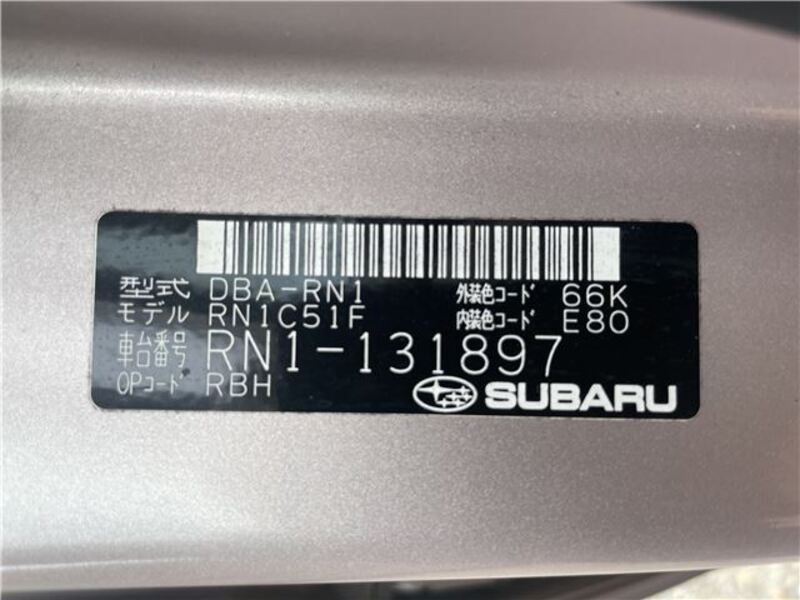 型式 DBA-RN1 外装色コード 66K
モデル RN1C51F 内装色コード E80
車台番号 RN1-131897
OPコード RBH SUBARU